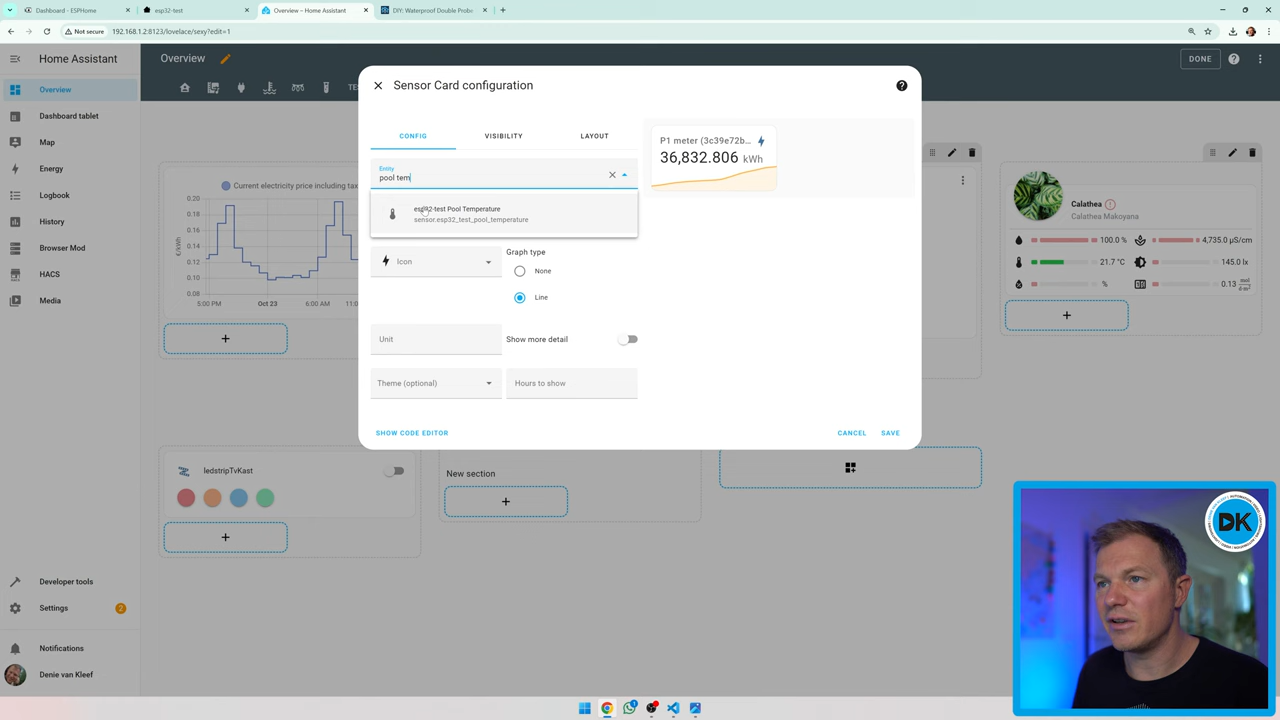 Dashboard - ESPHome
esp32-test
Overview – Home Assistant
DIY: Waterproof Double Probe
Not secure
192.168.1.2:8123/lovelace/sexy?edit=1
Home Assistant
Overview
DONE
Overview
Dashboard tablet
Map
Energy
Logbook
History
Browser Mod
HACS
Media
Developer tools
Settings
2
Notifications
Denie van Kleef
Current electricity price including tax
0.20
0.18
0.16
0.14
0.12
0.10
0.08
€/kWh
5:00 PM
Oct 23
6:00 AM
ledstripTvKast
New section
Sensor Card configuration
CONFIG
VISIBILITY
LAYOUT
Entity
pool tem
esp32-test Pool Temperature
sensor.esp32_test_pool_temperature
Icon
Graph type
None
Line
Unit
Show more detail
Theme (optional)
Hours to show
SHOW CODE EDITOR
CANCEL
SAVE
P1 meter (3c39e72b...
36,832.806 kWh
Calathea
Calathea Makoyana
100.0 %
4,735.0 µS/cm
21.7 °C
145.0 lx
0.13
DK